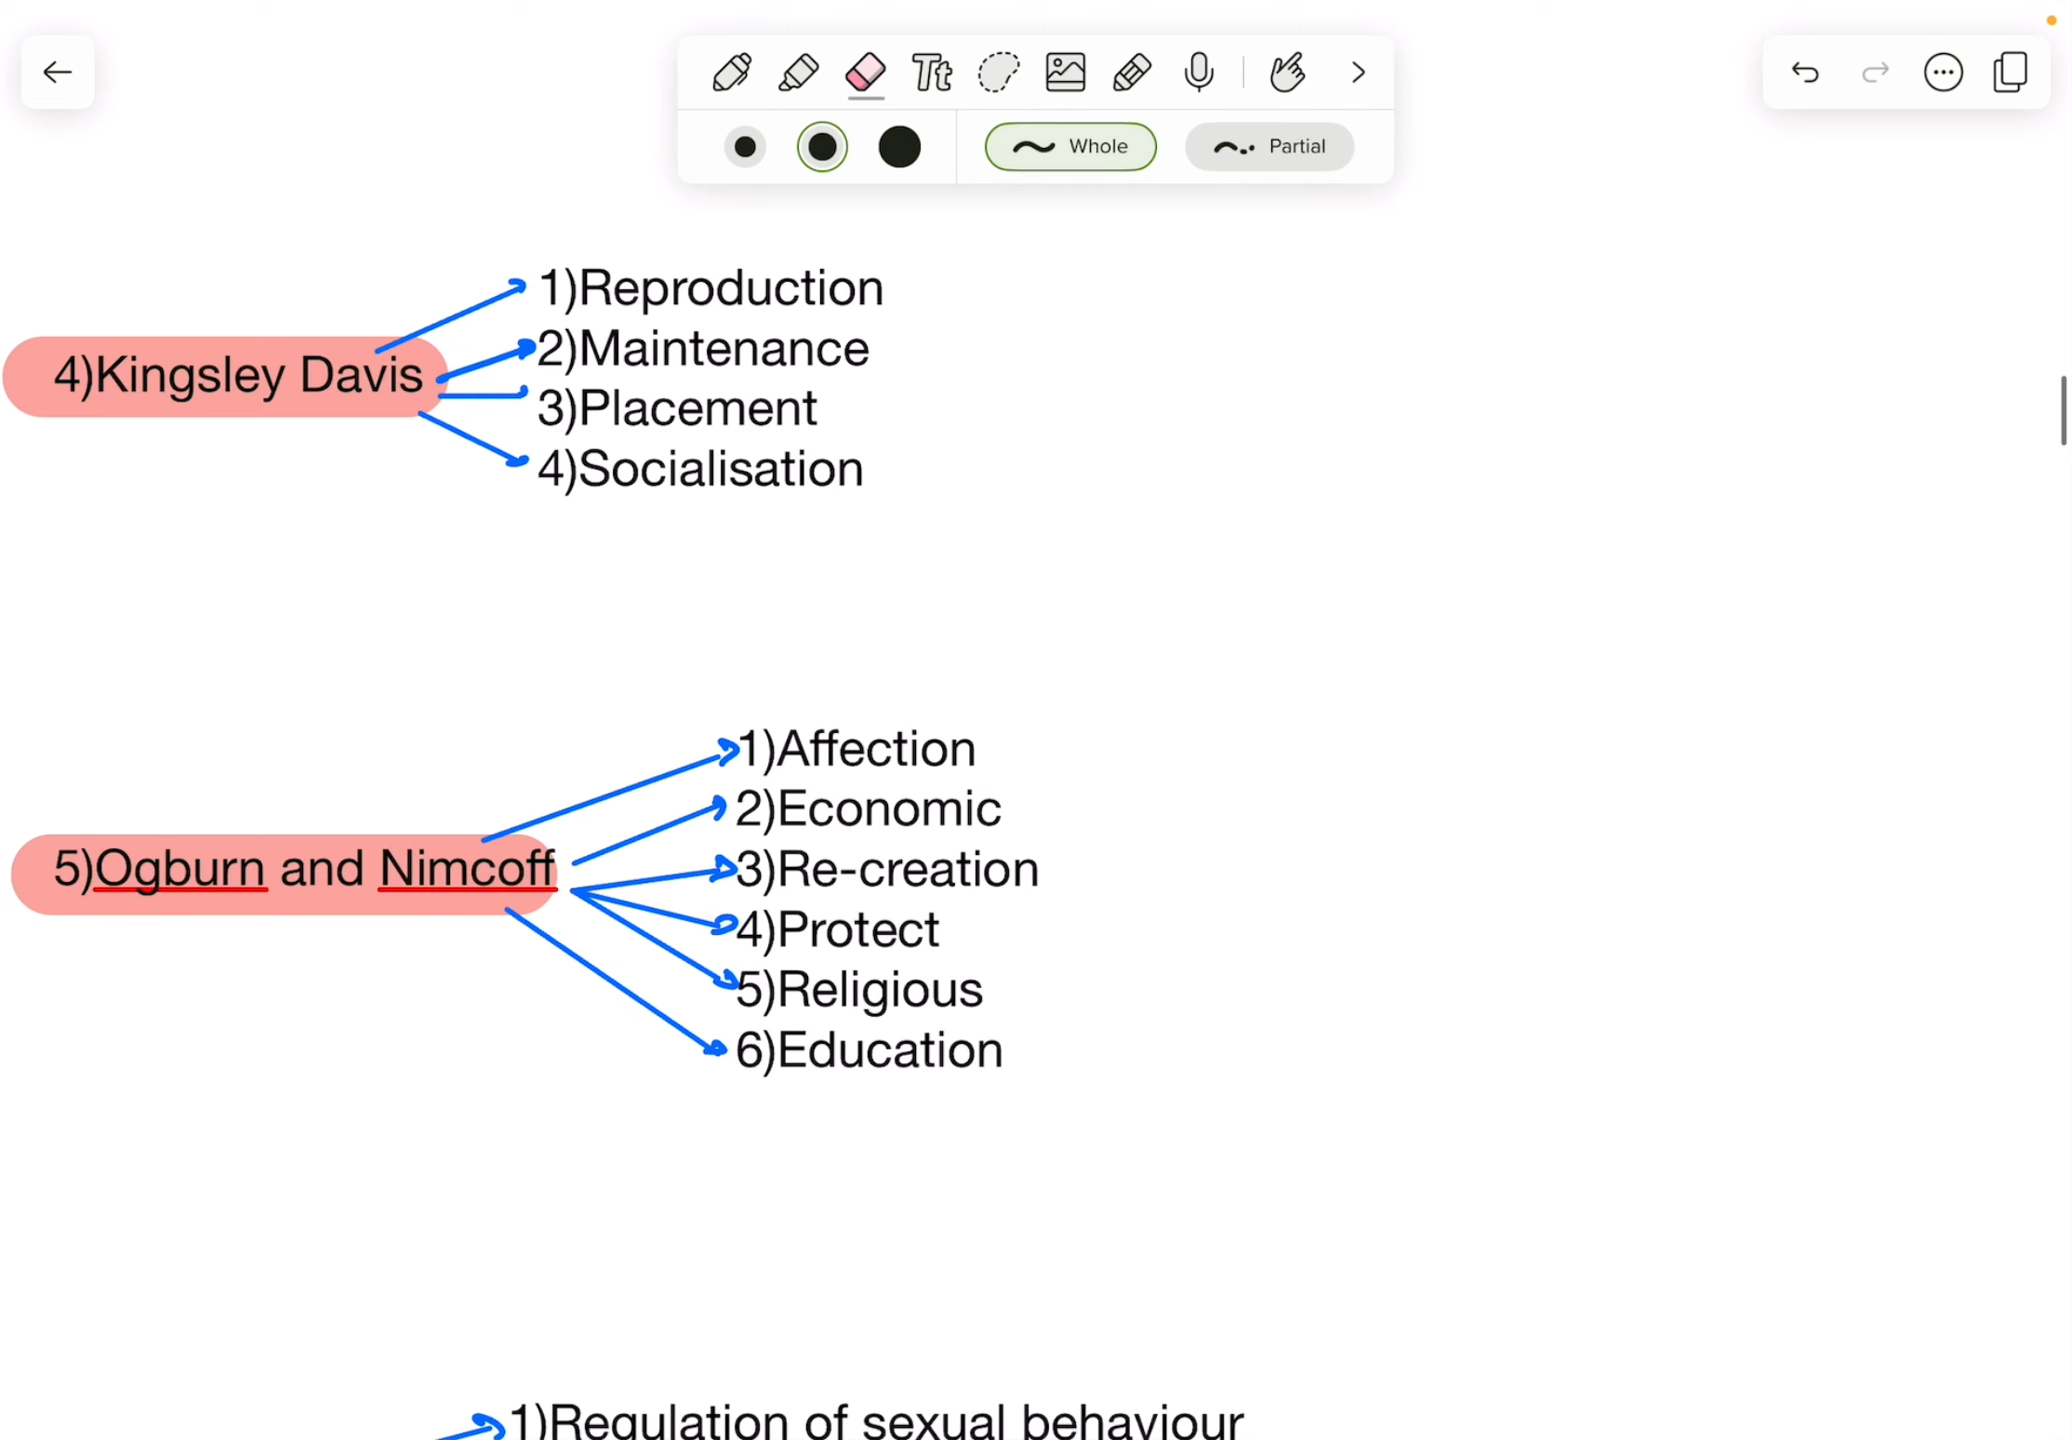 Tt
Whole
Partial
1)Reproduction
2)Maintenance
4)Kingsley Davis
3)Placement
4)Socialisation
1)Affection
2)Economic
5)Ogburn and Nimcoff
3)Re-creation
4)Protect
5)Religious
6)Education
1)Regulation of sexual behaviour